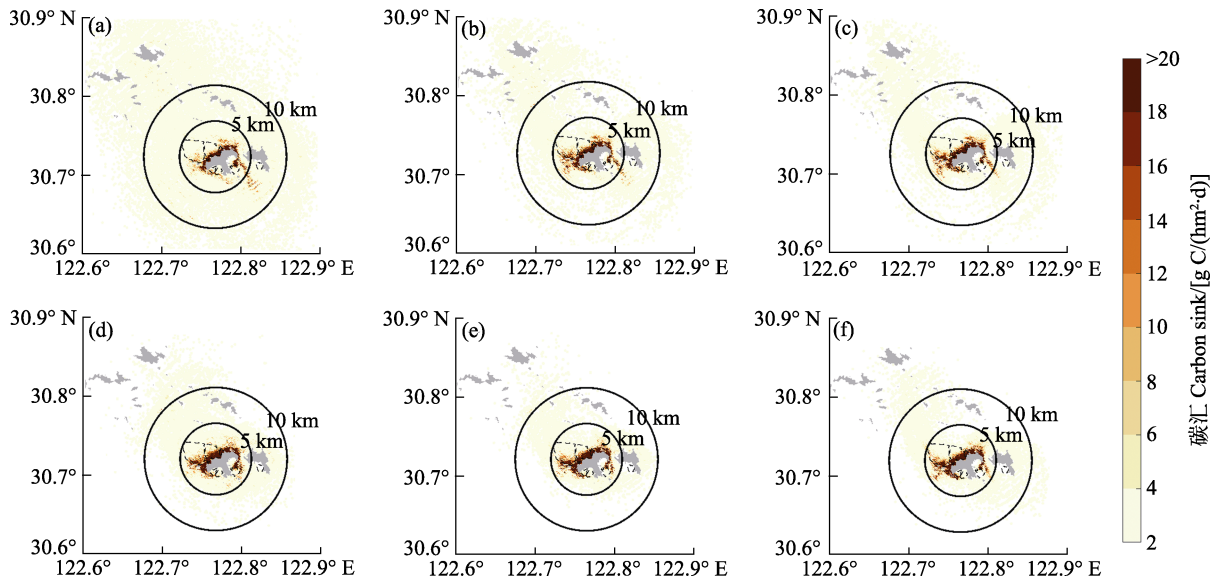 30.9° N
(a)
10 km
30.8°
5 km
30.7°
30.6°
122.6°
122.7°
122.8°
122.9° E
30.9° N
(b)
10 km
30.8°
5 km
30.7°
30.6°
122.6°
122.7°
122.8°
122.9° E
30.9° N
(c)
10 km
30.8°
5 km
30.7°
30.6°
122.6°
122.7°
122.8°
122.9° E
30.9° N
(d)
10 km
30.8°
5 km
30.7°
30.6°
122.6°
122.7°
122.8°
122.9° E
30.9° N
(e)
10 km
30.8°
5 km
30.7°
30.6°
122.6°
122.7°
122.8°
122.9° E
30.9° N
(f)
10 km
30.8°
5 km
30.7°
30.6°
122.6°
122.7°
122.8°
122.9° E
>20
18
16
14
12
10
8
6
4
2
碳汇 Carbon sink/[g C/(hm²·d)]